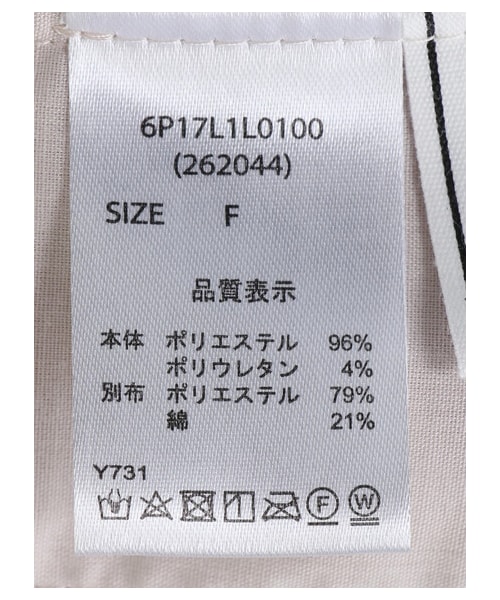 6P17L1L0100
(262044)
SIZE F
品質表示
本体 ポリエステル 96%
ポリウレタン 4%
別布 ポリエステル 79%
綿 21%
Y731
F W